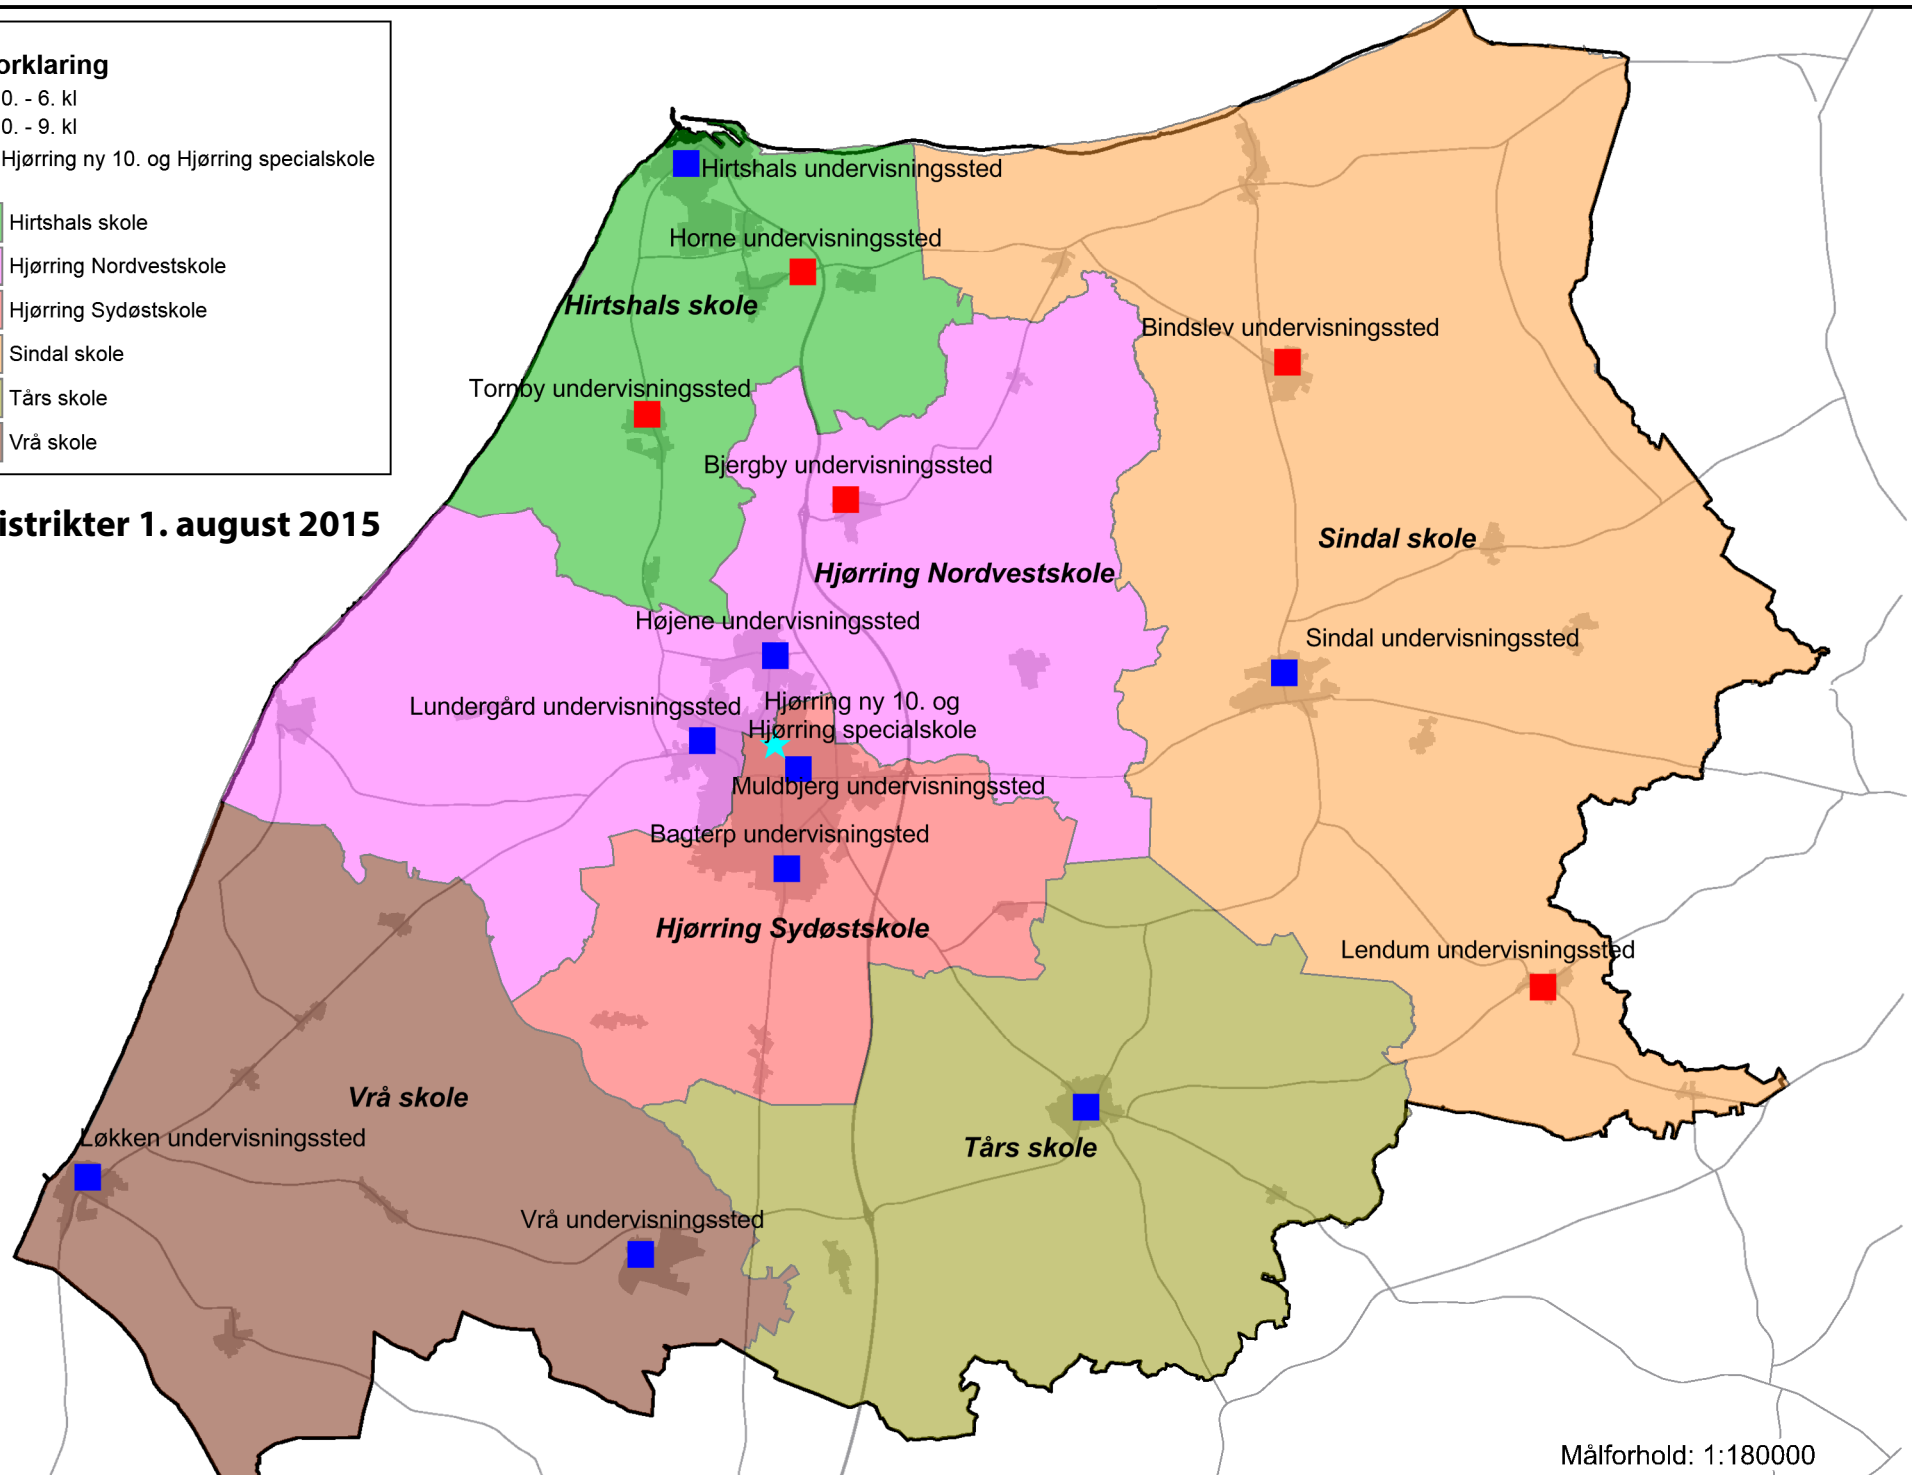 orklaring
0. - 6. kl
0. - 9. kl
Hjørring ny 10. og Hjørring specialskole
Hirtshals skole
Hjørring Nordvestskole
Hjørring Sydøstskole
Sindal skole
Tårs skole
Vrå skole
istrikter 1. august 2015
Hirtshals undervisningssted
Horne undervisningssted
Hirtshals skole
Bindslev undervisningssted
Tornby undervisningssted
Bjergby undervisningssted
Sindal skole
Hjørring Nordvestskole
Højene undervisningssted
Sindal undervisningssted
Lundergård undervisningssted
Hjørring ny 10. og
Hjørring specialskole
Muldbjerg undervisningssted
Bagterp undervisningsted
Hjørring Sydøstskole
Lendum undervisningssted
Vrå skole
Løkken undervisningssted
Tårs skole
Vrå undervisningssted
Målforhold: 1:180000